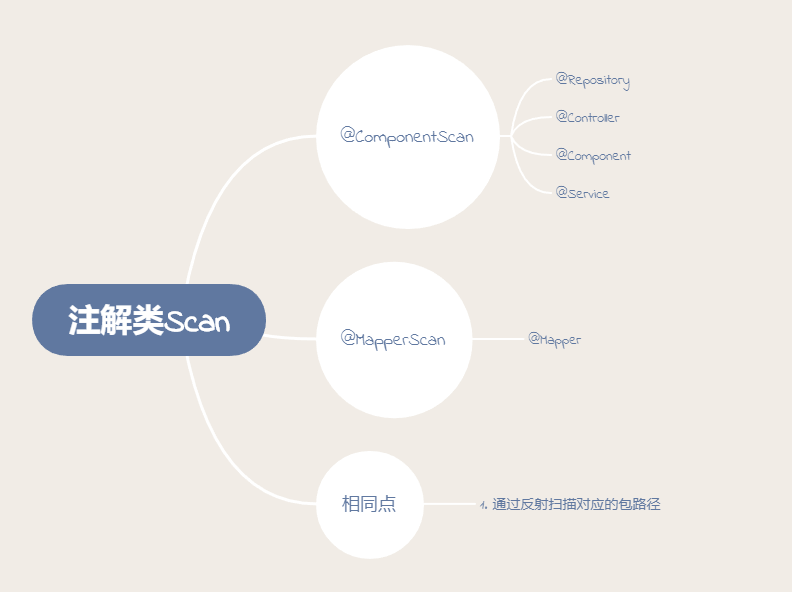 注解类Scan
@ComponentScan
@Repository
@Controller
@Component
@Service
@MapperScan
@Mapper
相同点
1. 通过反射扫描对应的包路径